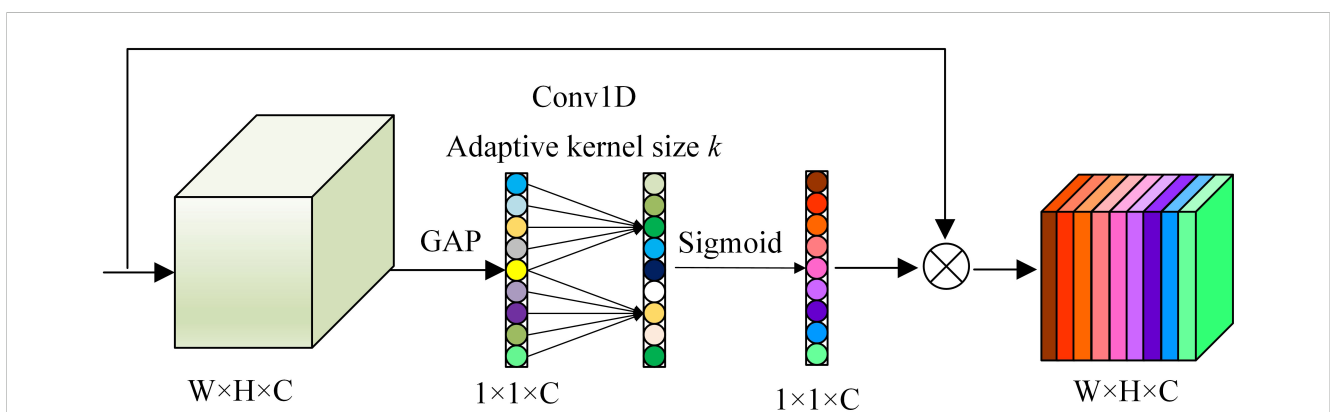 Conv1D
Adaptive kernel size k
GAP
Sigmoid
W×H×C
1×1×C
1×1×C
W×H×C